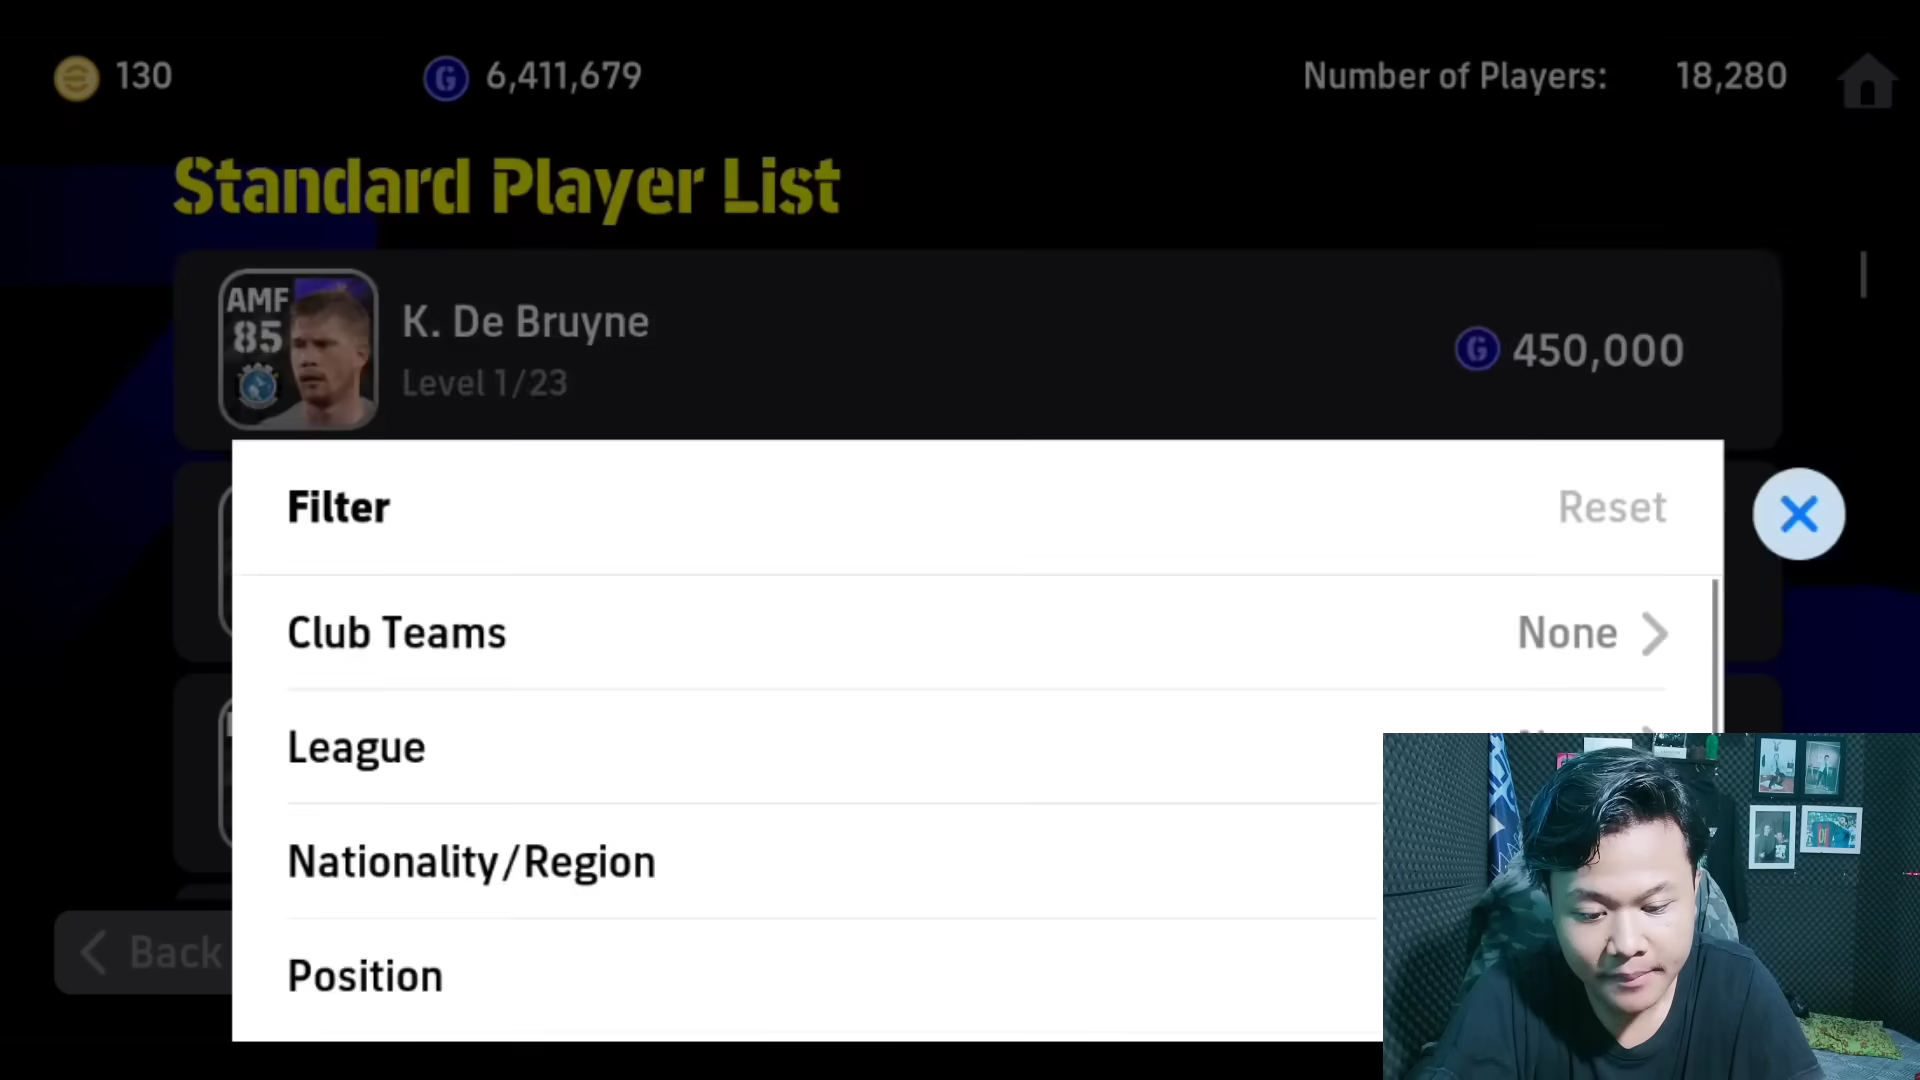 130
6,411,679
Number of Players: 18,280
Standard Player List
AMF
85
K. De Bruyne
Level 1/23
450,000
Filter
Reset
Club Teams
None
League
Nationality/Region
Position
Back